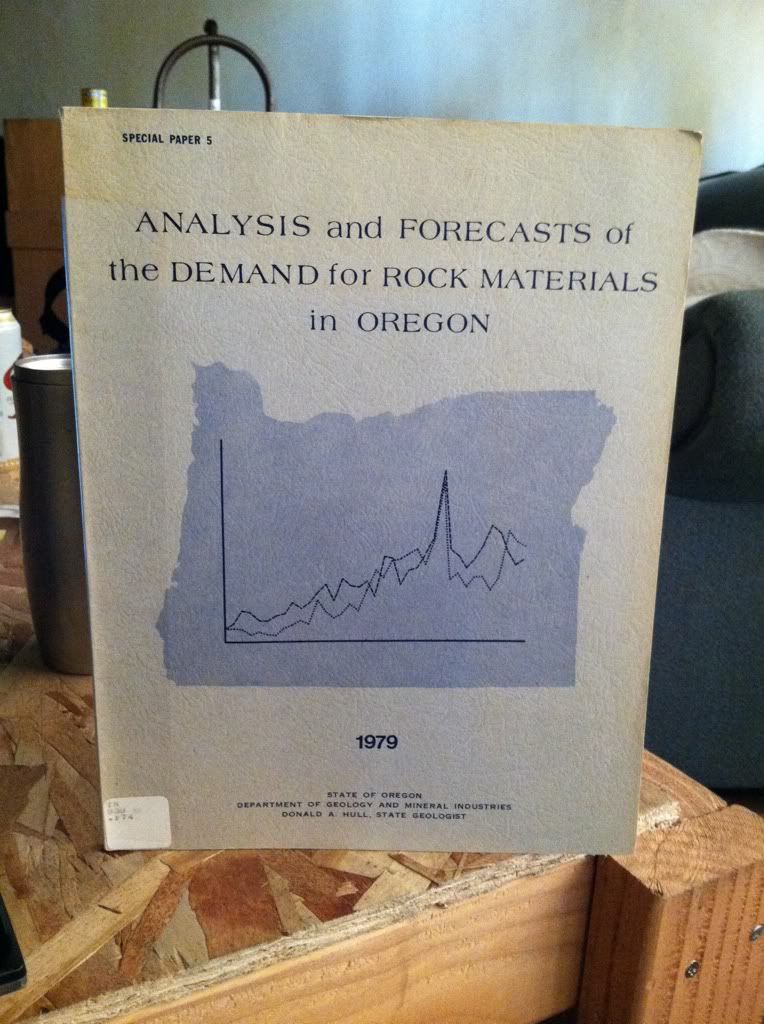 SPECIAL PAPER 5
ANALYSIS and FORECASTS of
the DEMAND for ROCK MATERIALS
in OREGON
1979
STATE OF OREGON
DEPARTMENT OF GEOLOGY AND MINERAL INDUSTRIES
DONALD A. HULL, STATE GEOLOGIST